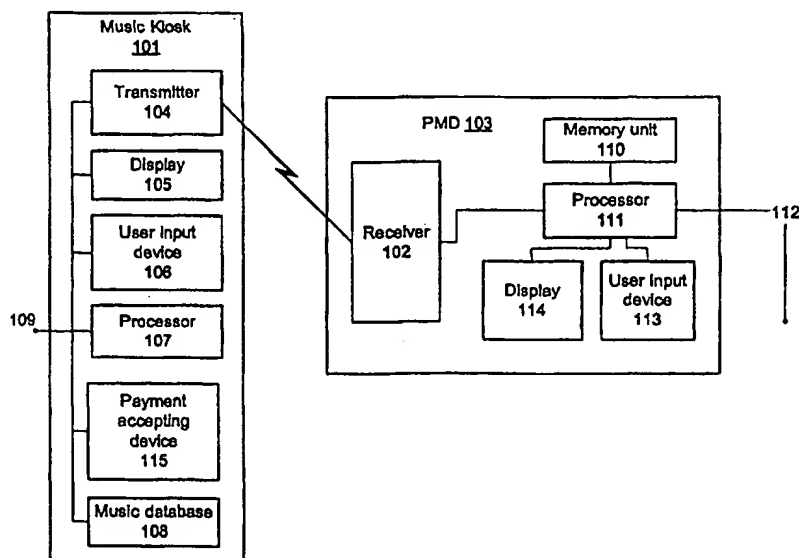 Music Kiosk
101
Transmitter
104
Display
105
User input
device
106
109
Processor
107
Payment
accepting
device
115
Music database
108
PMD 103
Memory unit
110
Receiver
102
Processor
111
112
Display
114
User input
device
113